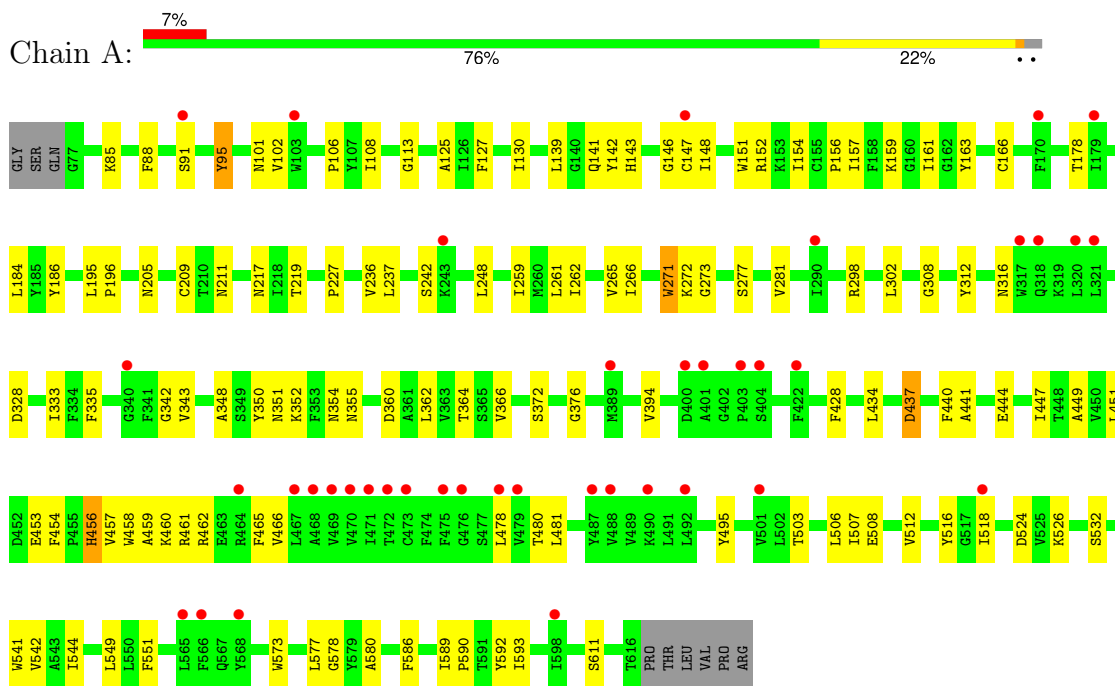 7%
Chain A:
76% 22% • •
GLY SER GLN G77 K85 F88 S91 Y95 N101 V102 W103 P106 Y107 I108 G113 A125 I126 F127 I130 L139 G140 Q141 Y142 H143 G146 C147 I148 W151 R152 K153 I154 C155 P156 I157 F158 K159 G160 I161 G162 Y163 C166 F170 T178 I179
L184 Y185 Y186 L195 P196 N205 C209 T210 N211 N217 I218 T219 P227 V236 L237 S242 K243 L248 I259 M260 L261 I262 V265 I266 W271 K272 G273 S277 V281 I290 R298 L302 G308 Y312 N316 W317 Q318 K319 L320 L321
D328 I333 F334 F335 G340 F341 G342 V343 A348 S349 Y350 N351 K352 F353 N354 N355 D360 A361 L362 V363 T364 S365 V366 S372 G376 M389 V394 D400 A401 G402 P403 S404 F422 F428 L434 D437 F440 A441 E444 I447 T448 A449 V450 L451
D452 E453 F454 P455 H456 V457 W458 A459 K460 R461 R462 E463 R464 F465 V466 L467 A468 V469 V470 I471 T472 C473 F474 F475 G476 S477 L478 V479 T480 L481 Y487 V488 V489 K490 L491 L492 Y495 V501 L502 T503 L506 I507 E508 V512 Y516 G517 I518 D524 V525 K526 S532
W541 V542 A543 I544 L549 L550 F551 L565 F566 Q567 Y568 W573 L577 G578 Y579 A580 F586 I589 P590 T591 Y592 I593 I598 S611 T616 PRO THR LEU VAL PRO ARG